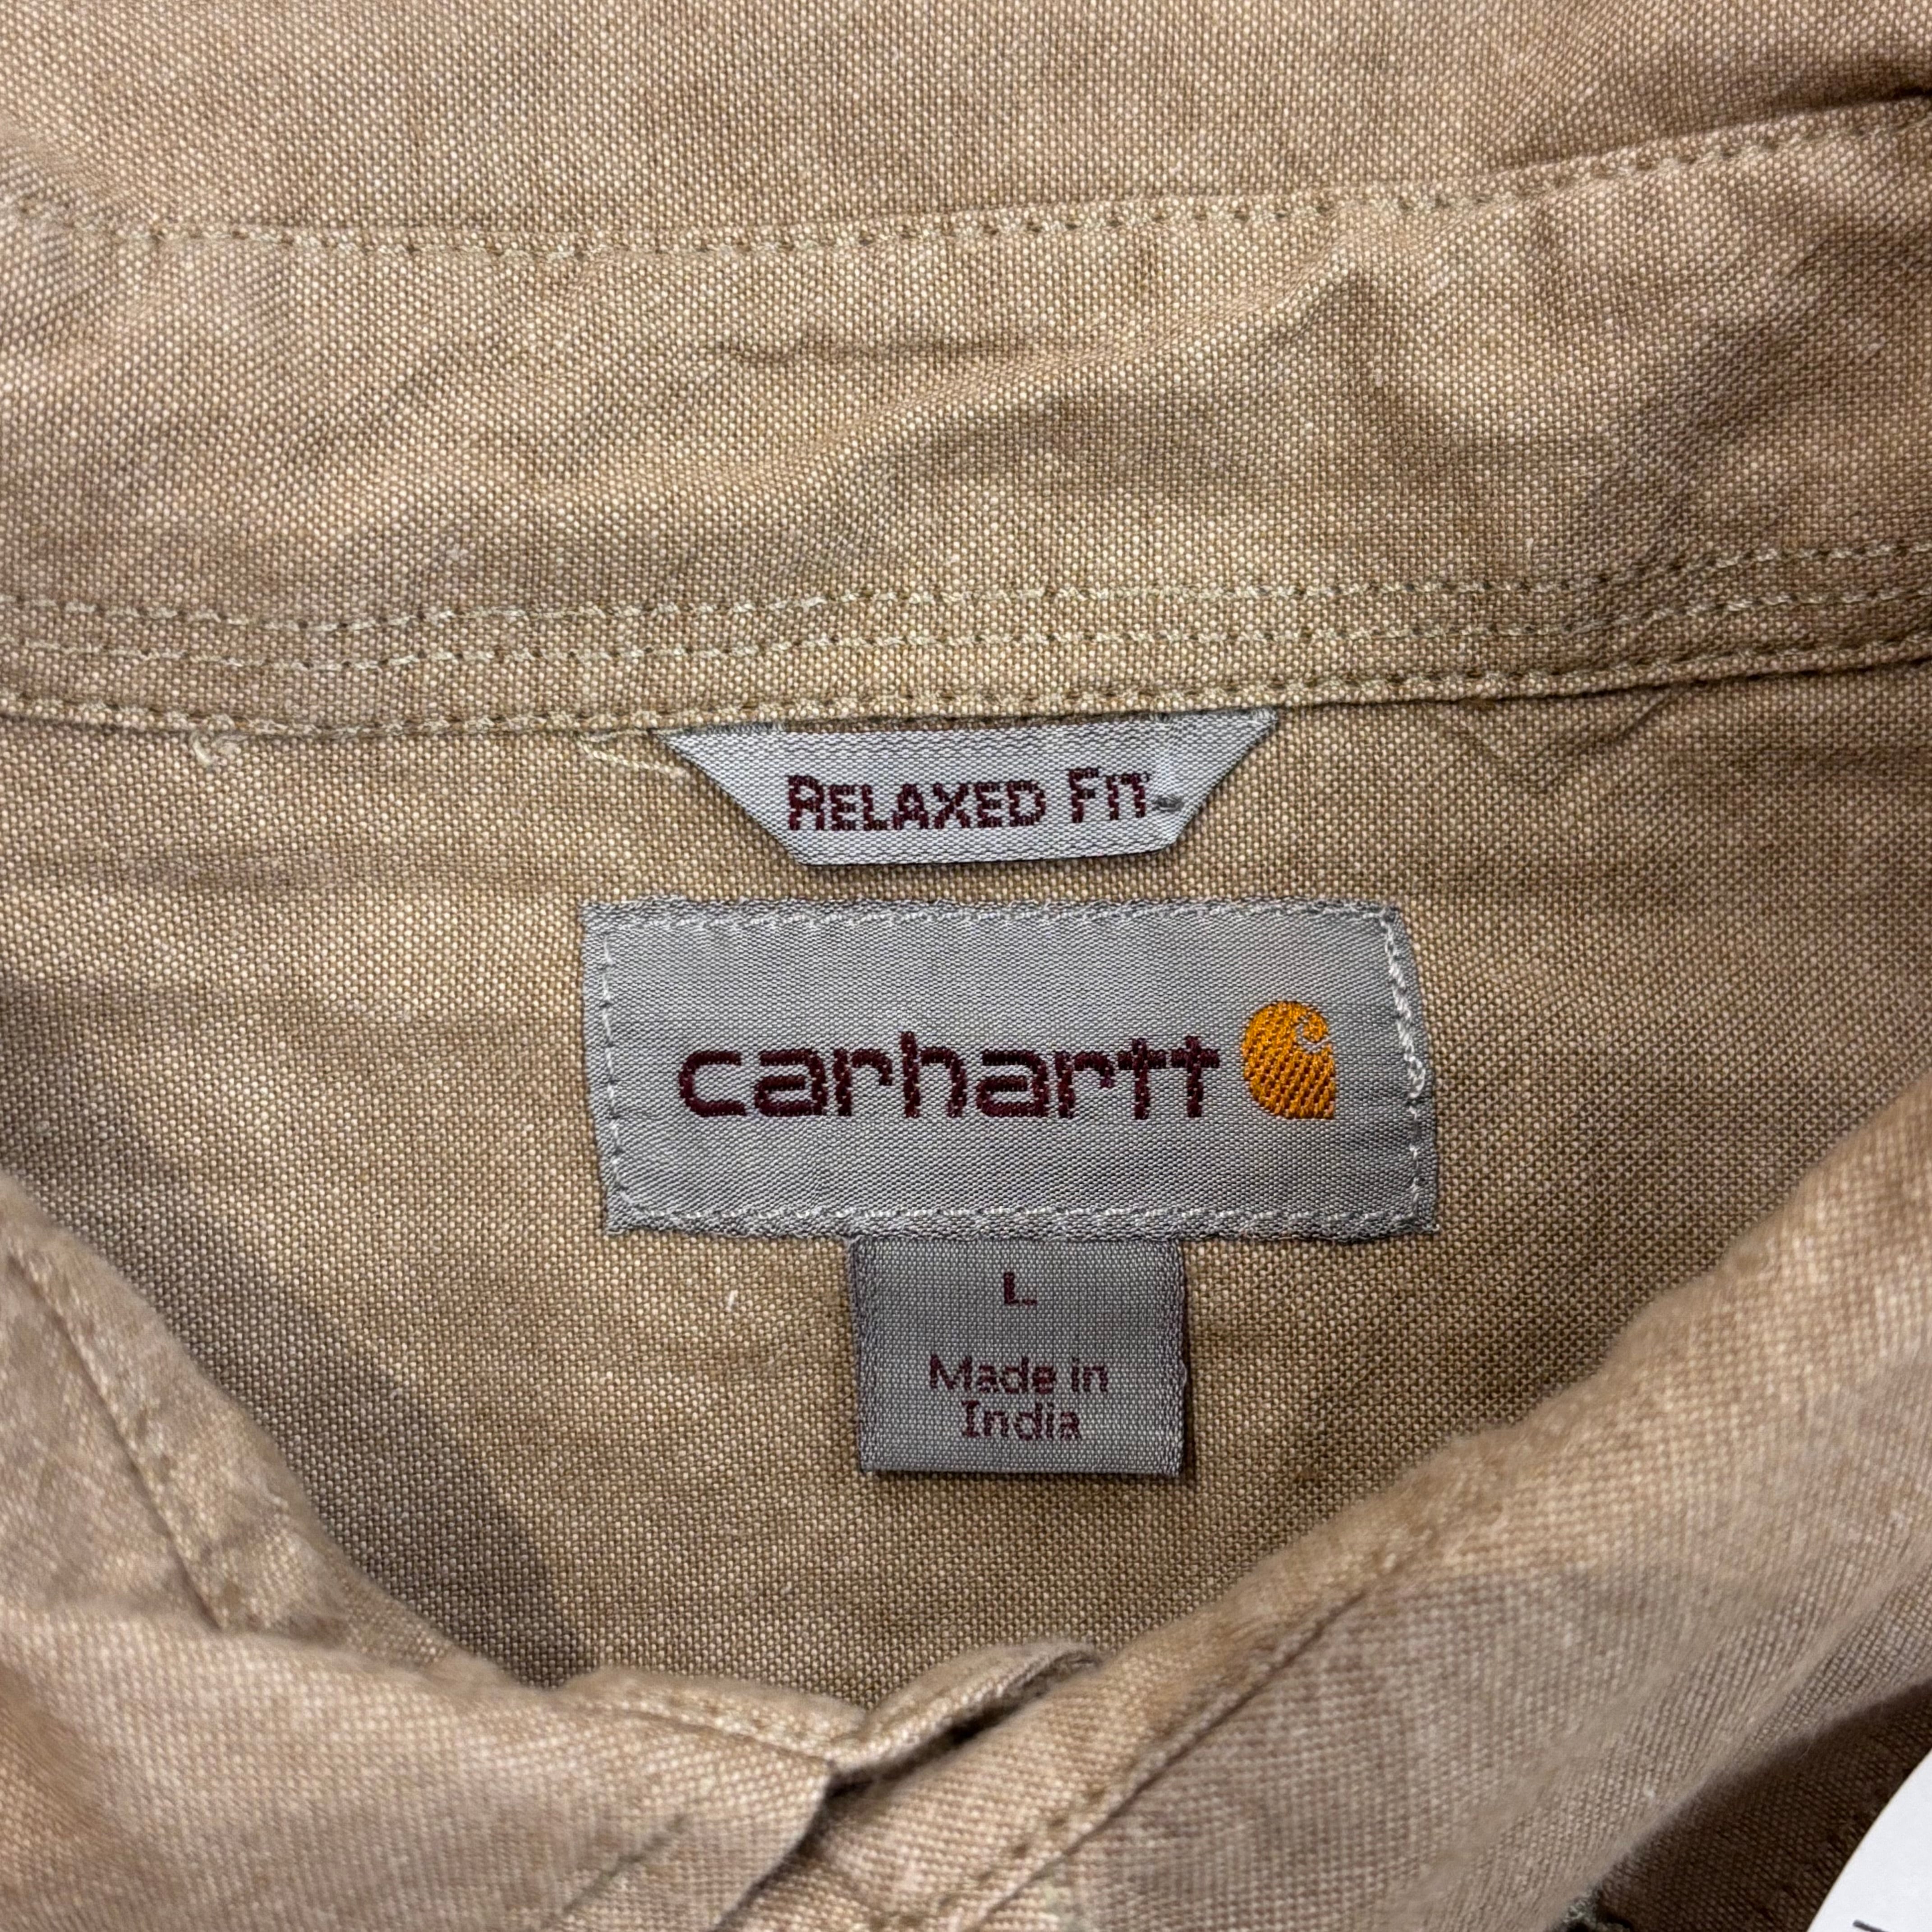 RELAXED FIT
carhartt
L
Made in
India